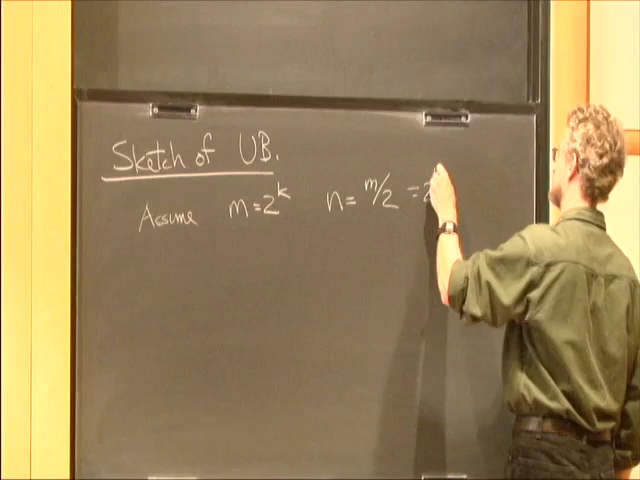 Sketch of UB.
Assume m = 2^k n = m/2 = 2